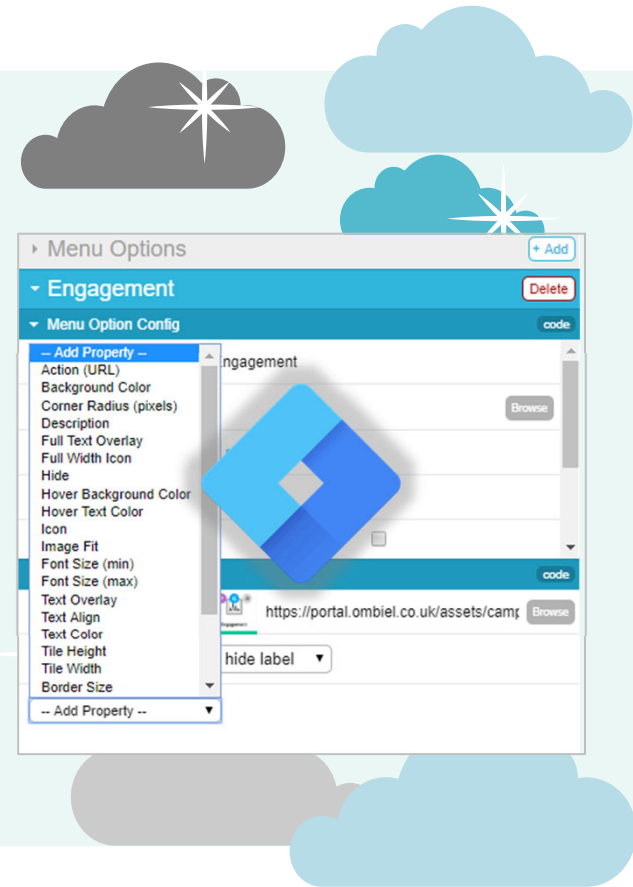 Menu Options
+ Add
Engagement
Delete
Menu Option Config
code
-- Add Property --
ngagement
Action (URL)
Background Color
Corner Radius (pixels)
Browse
Description
Full Text Overlay
Full Width Icon
Hide
Hover Background Color
Hover Text Color
Icon
Image Fit
Font Size (min)
code
Font Size (max)
Text Overlay
https://portal.ombiel.co.uk/assets/camp
Browse
Text Align
Text Color
Tile Height
hide label
Tile Width
Border Size
-- Add Property --